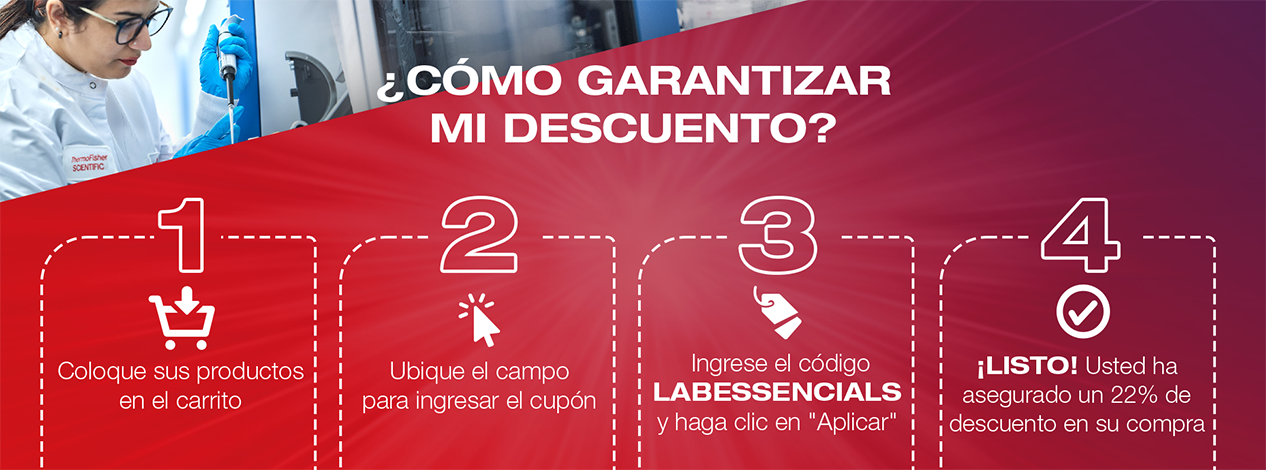 ThermoFisher
SCIENTIFIC
¿CÓMO GARANTIZAR
MI DESCUENTO?
1
Coloque sus productos
en el carrito
2
Ubique el campo
para ingresar el cupón
3
Ingrese el código
LABESSENCIALS
y haga clic en "Aplicar"
4
¡LISTO! Usted ha
asegurado un 22% de
descuento en su compra